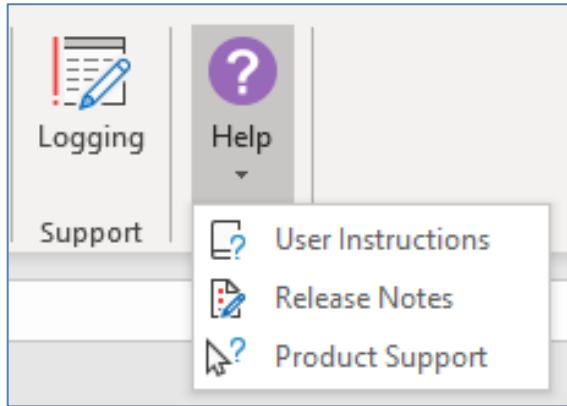 Logging
Help
Support
User Instructions
Release Notes
Product Support